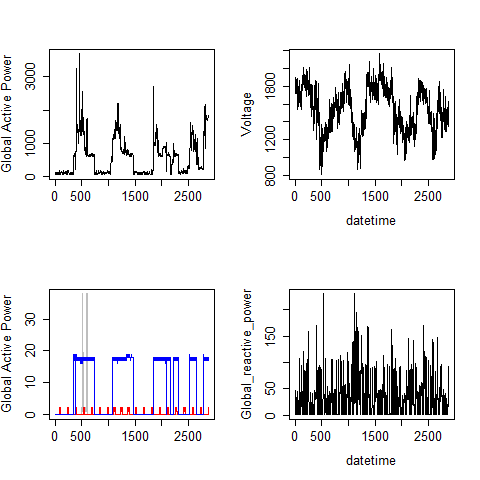 Global Active Power
0 1000 3000
0 500 1500 2500
Voltage
800 1200 1800
0 500 1500 2500
datetime
Global Active Power
0 10 20 30
0 500 1500 2500
Global_reactive_power
0 50 150
0 500 1500 2500
datetime